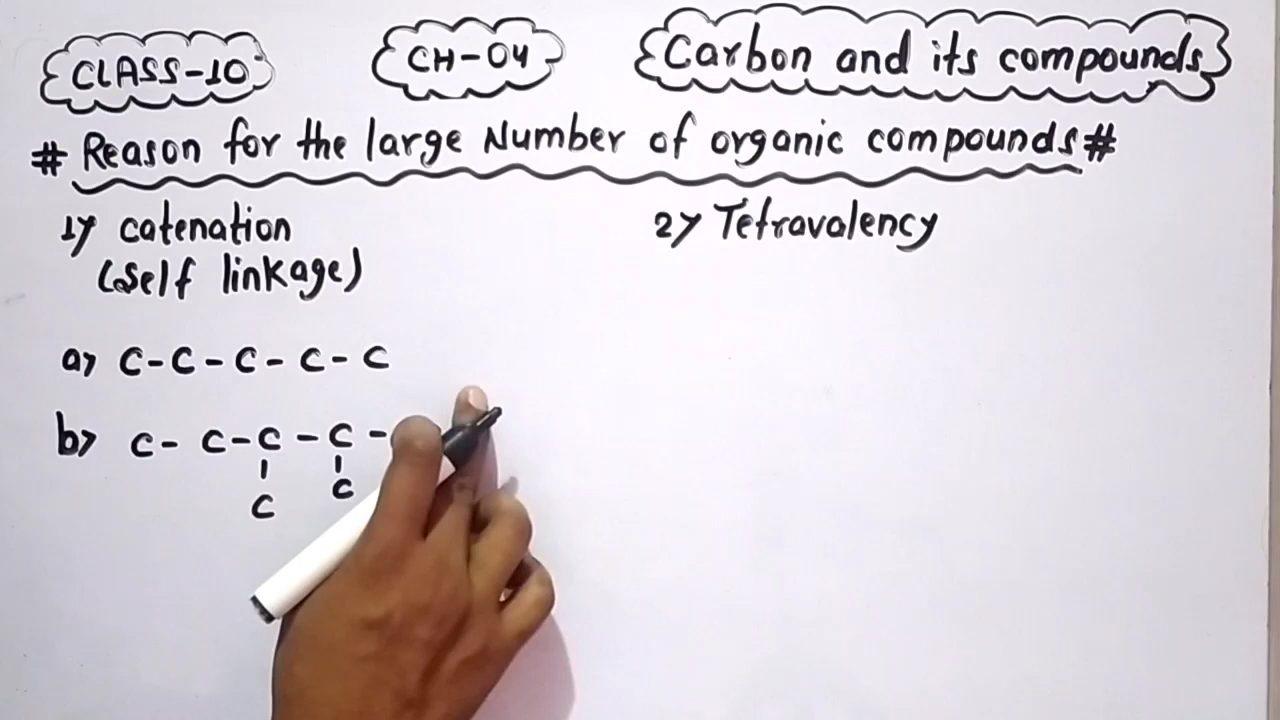 CLASS-10
CH-04
Carbon and its compounds
# Reason for the large Number of organic compounds #
1) catenation
(Self linkage)
2) Tetravalency
a) C-C-C-C-C
b) C-C-C-C-
C C